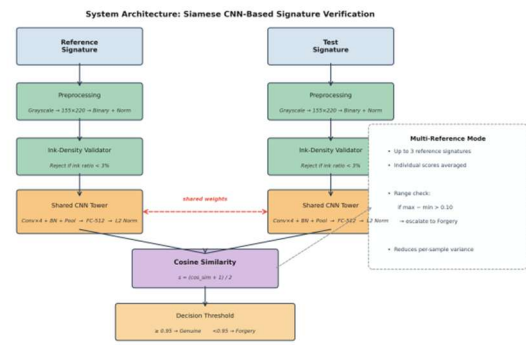 System Architecture: Siamese CNN-Based Signature Verification
Reference
Signature
Test
Signature
Preprocessing
Grayscale → 155×220 → Binary + Norm
Preprocessing
Grayscale → 155×220 → Binary + Norm
Ink-Density Validator
Reject if ink ratio < 3%
Ink-Density Validator
Reject if ink ratio < 3%
Shared CNN Tower
Conv×4 + BN + Pool → FC-512 → L2 Norm
shared weights
Shared CNN Tower
Conv×4 + BN + Pool → FC-512 → L2 Norm
Multi-Reference Mode
• Up to 3 reference signatures
• Individual scores averaged
• Range check:
if max − min > 0.10
→ escalate to Forgery
• Reduces per-sample variance
Cosine Similarity
s = (cos_sim + 1) / 2
Decision Threshold
≥ 0.85 → Genuine <0.85 → Forgery